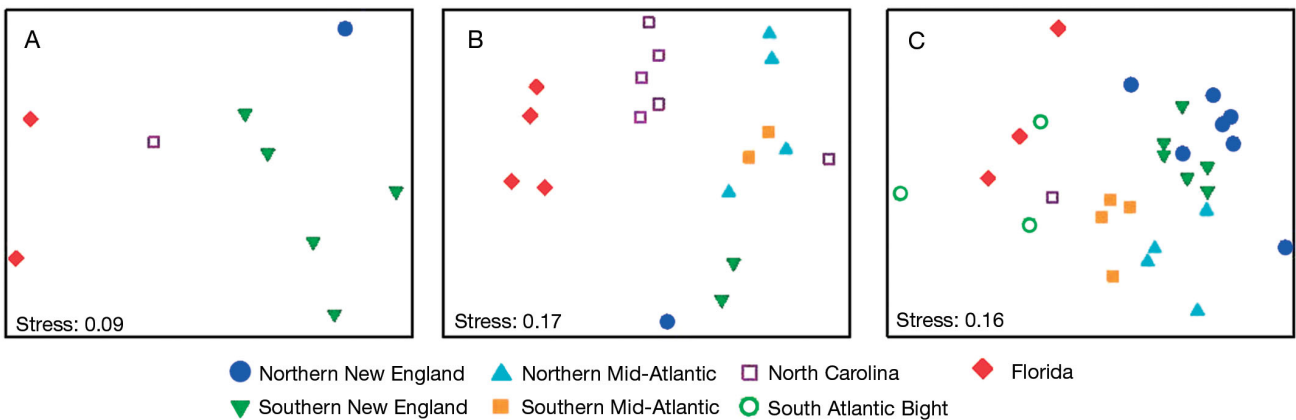 A
B
C
Stress: 0.09
Stress: 0.17
Stress: 0.16
Northern New England
Northern Mid-Atlantic
North Carolina
Florida
Southern New England
Southern Mid-Atlantic
South Atlantic Bight